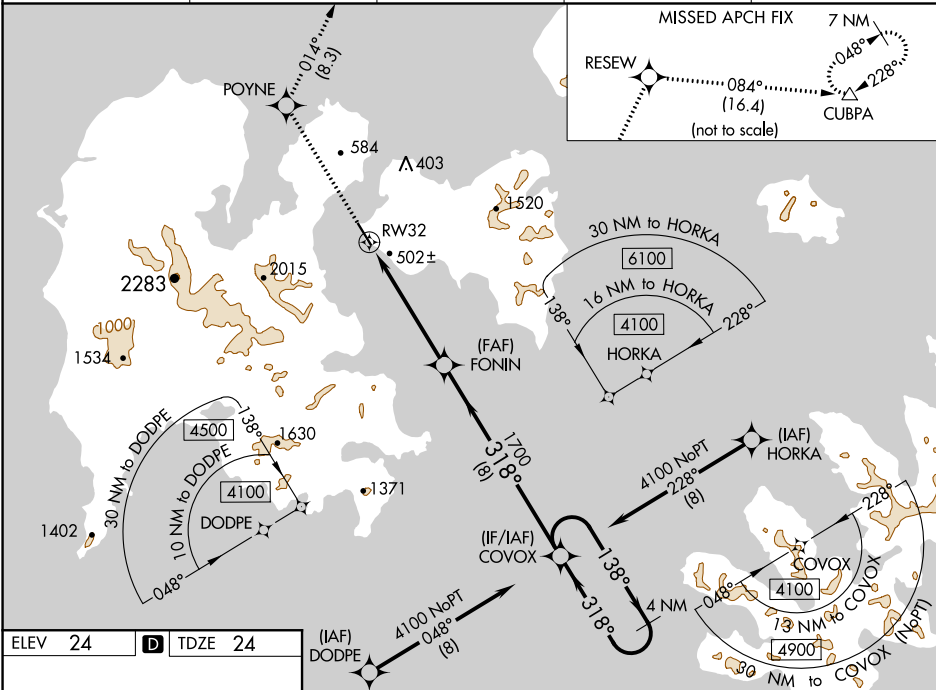 MISSED APCH FIX
7 NM
RESEW
048°
228°
084°
(16.4)
(not to scale)
CUBPA
014°
(8.3)
POYNE
584
403
1520
RW32
502±
2283
2015
1000
1534
30 NM to HORKA
6100
16 NM to HORKA
4100
138°
228°
HORKA
(FAF)
FONIN
30 NM to DODPE
4500
138°
10 NM to DODPE
4100
1630
1371
DODPE
1402
048°
1700
318°
(8)
(IAF)
HORKA
4100 NoPT
228°
(8)
(IF/IAF)
COVOX
138°
318°
4 NM
228°
COVOX
048°
4100
13 NM to COVOX
4900
30 NM to COVOX (NoPT)
4100 NoPT
048°
(8)
(IAF)
DODPE
ELEV 24 D TDZE 24